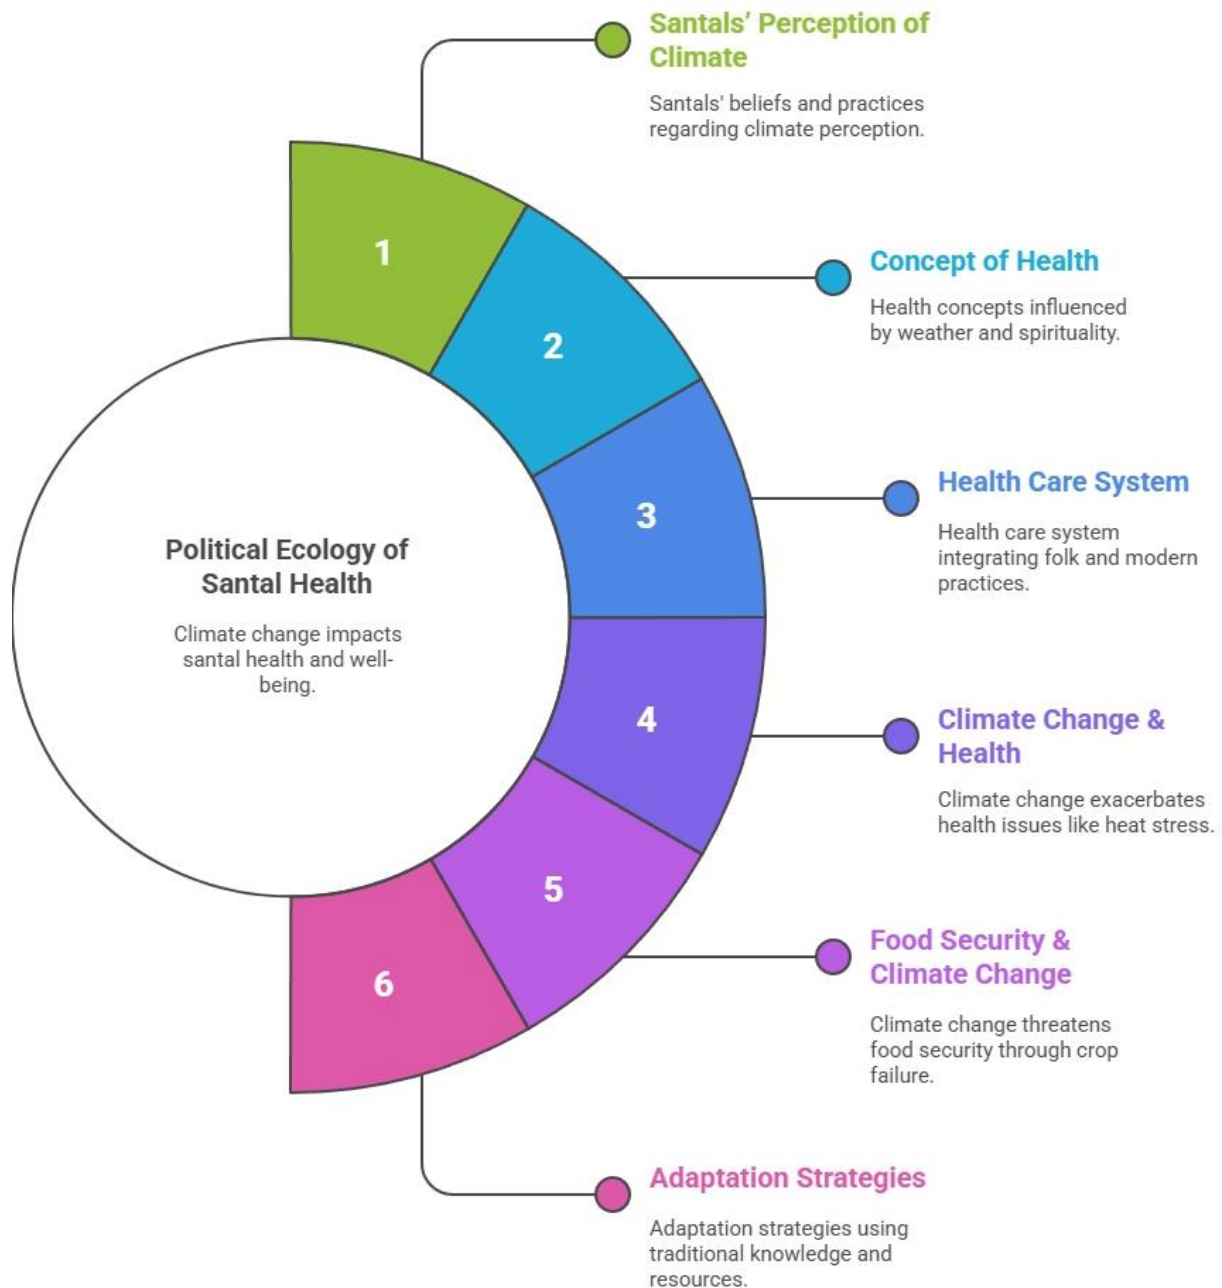 Santals’ Perception of
Climate
Santals' beliefs and practices
regarding climate perception.
1
Concept of Health
Health concepts influenced
by weather and spirituality.
2
Health Care System
Health care system
integrating folk and modern
practices.
3
Political Ecology of
Santal Health
Climate change impacts
santal health and well-
being.
4
Climate Change &
Health
Climate change exacerbates
health issues like heat stress.
5
Food Security &
Climate Change
Climate change threatens
food security through crop
failure.
6
Adaptation Strategies
Adaptation strategies using
traditional knowledge and
resources.